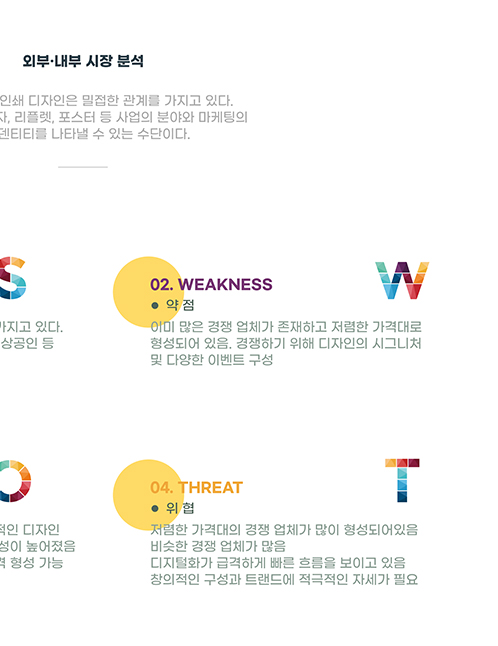 외부·내부 시장 분석
인쇄 디자인은 밀접한 관계를 가지고 있다.
리플렛, 포스터 등 사업의 분야와 마케팅의
덴티티를 나타낼 수 있는 수단이다.
S
02. WEAKNESS
W
• 약 점
가지고 있다.
상공인 등
이미 많은 경쟁 업체가 존재하고 저렴한 가격대로
형성되어 있음. 경쟁하기 위해 디자인의 시그니처
및 다양한 이벤트 구성
O
04. THREAT
T
• 위 협
적인 디자인
성이 높어졌음
격 형성 가능
저렴한 가격대의 경쟁 업체가 많이 형성되어있음
비슷한 경쟁 업체가 많음
디지털화가 급격하게 빠른 흐름을 보이고 있음
창의적인 구성과 트랜드에 적극적인 자세가 필요